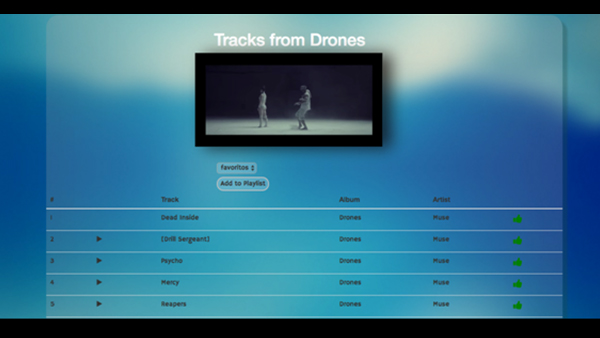 Tracks from Drones
Favoritos
Add to Playlist
# Track Album Artist
1 Dead Inside Drones Muse
2 [Drill Sergeant] Drones Muse
3 Psycho Drones Muse
4 Mercy Drones Muse
5 Reapers Drones Muse